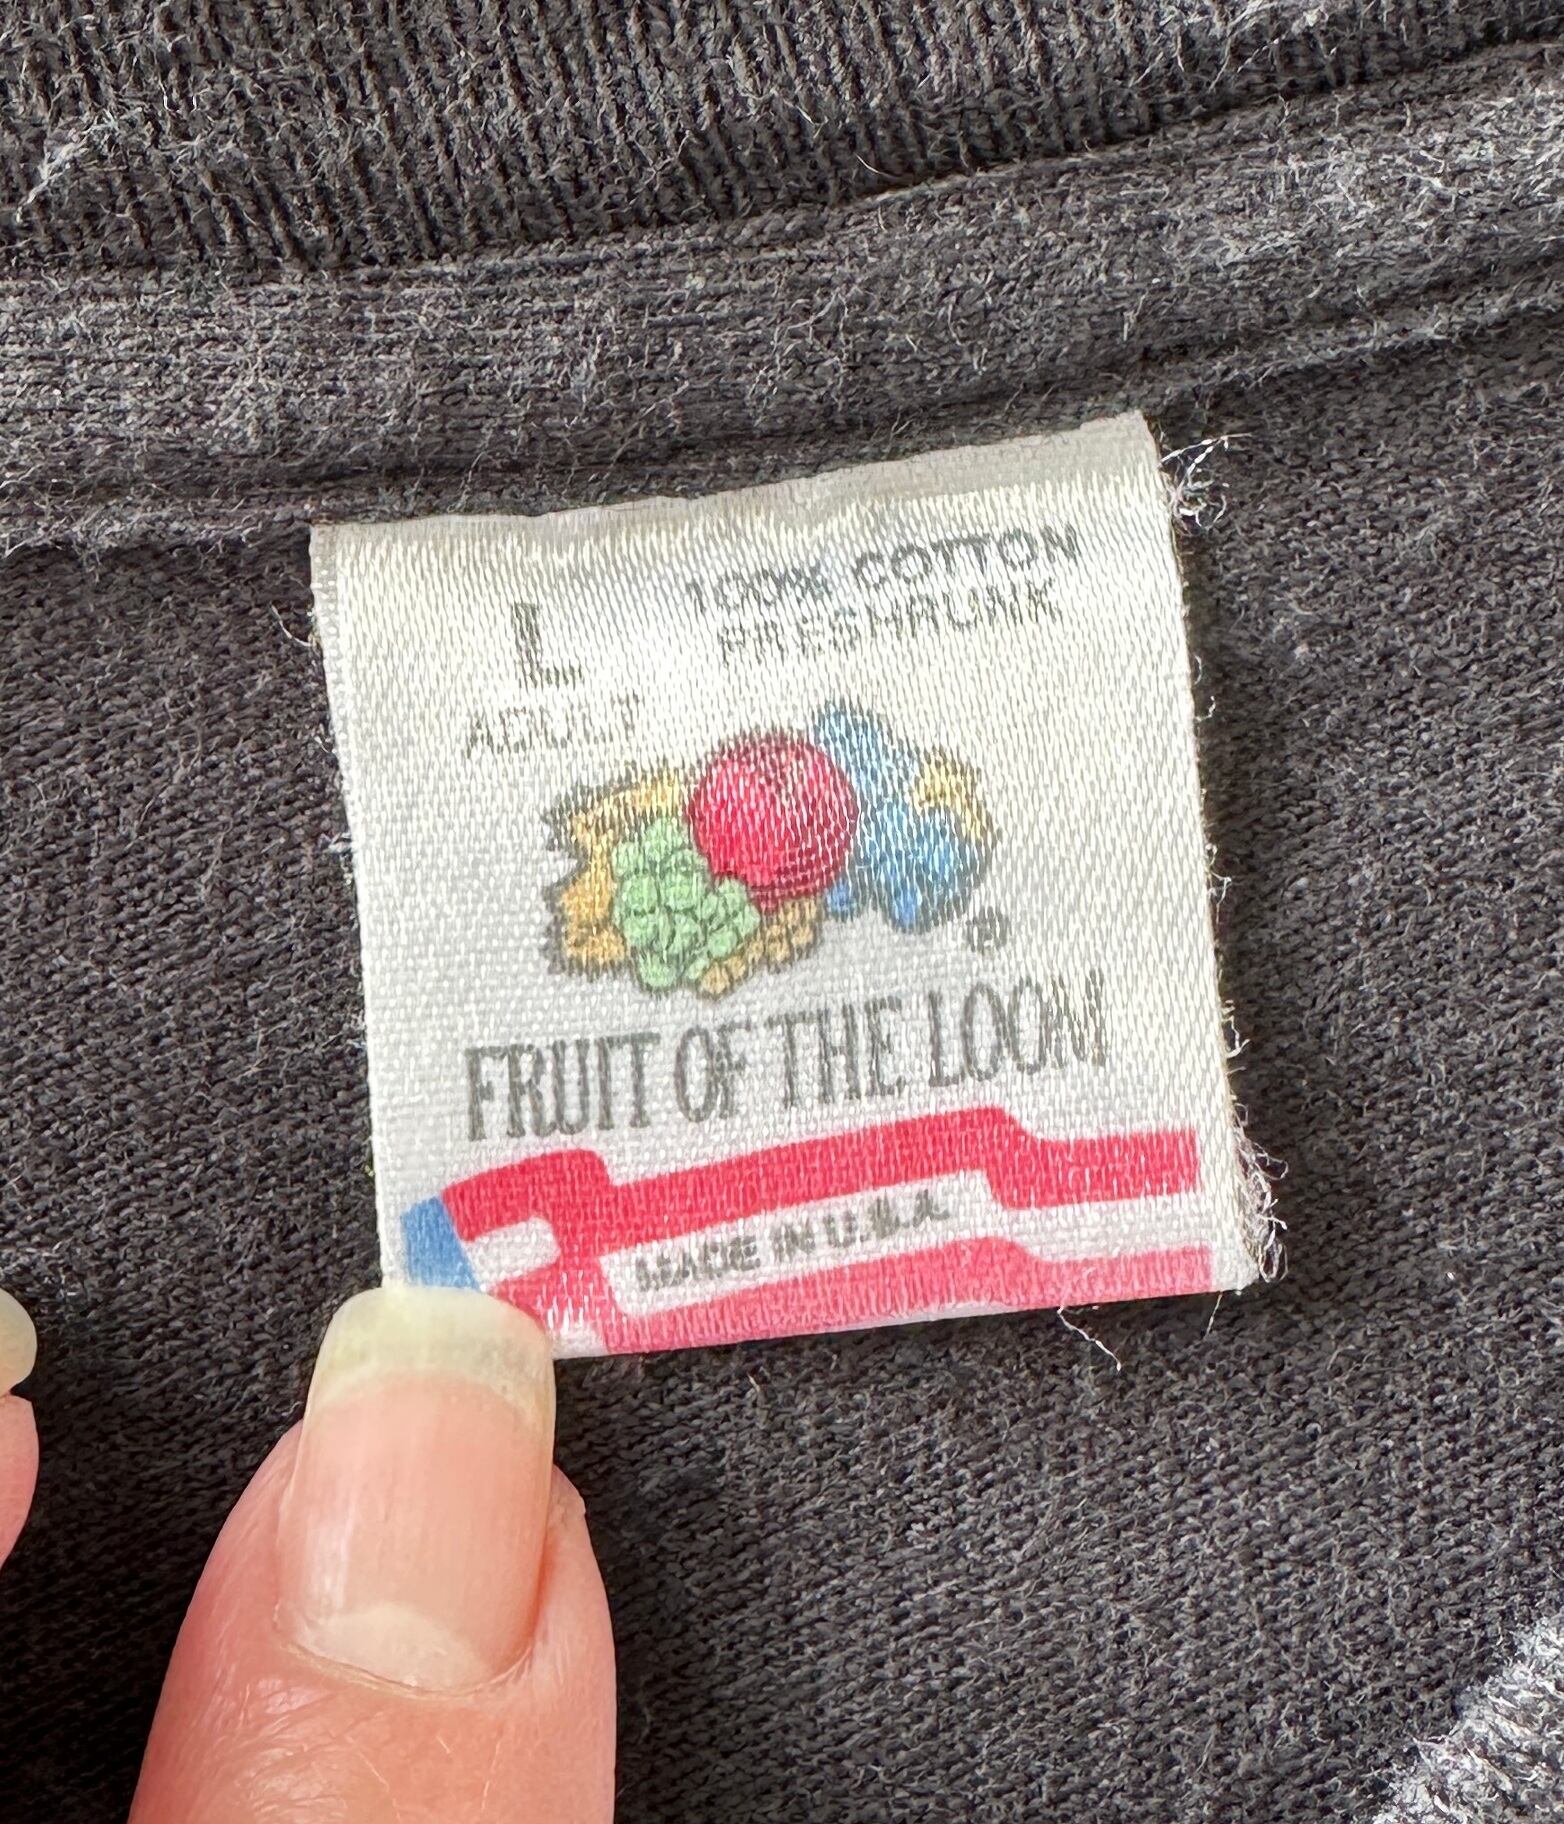 100% COTTON
PRESHRUNK
L
ADULT
®
FRUIT OF THE LOOM
MADE IN U.S.A.